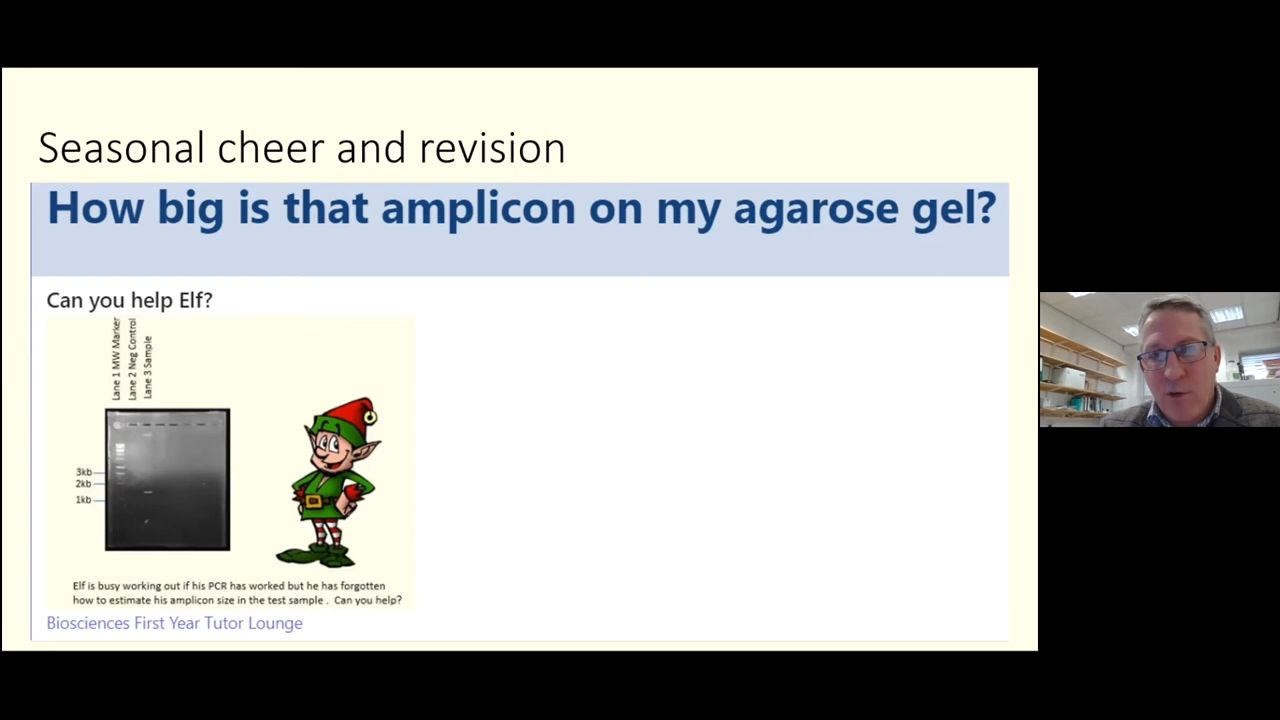 Seasonal cheer and revision
How big is that amplicon on my agarose gel?
Can you help Elf?
Lane 1 MW Marker
Lane 2 Neg Control
Lane 3 Sample
3kb
2kb
1kb
Elf is busy working out if his PCR has worked but he has forgotten
how to estimate his amplicon size in the test sample . Can you help?
Biosciences First Year Tutor Lounge